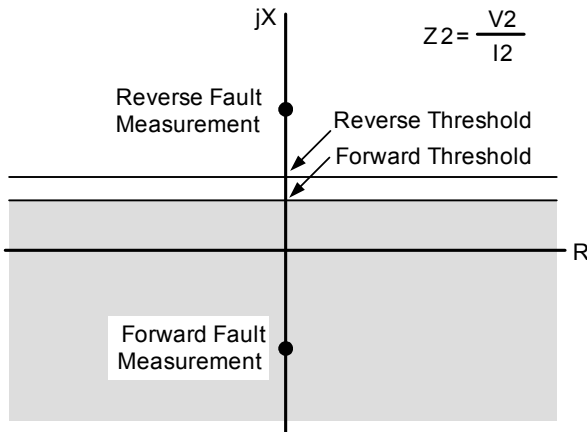 jX
Z2 = V2
I2
Reverse Fault
Measurement
Reverse Threshold
Forward Threshold
R
Forward Fault
Measurement